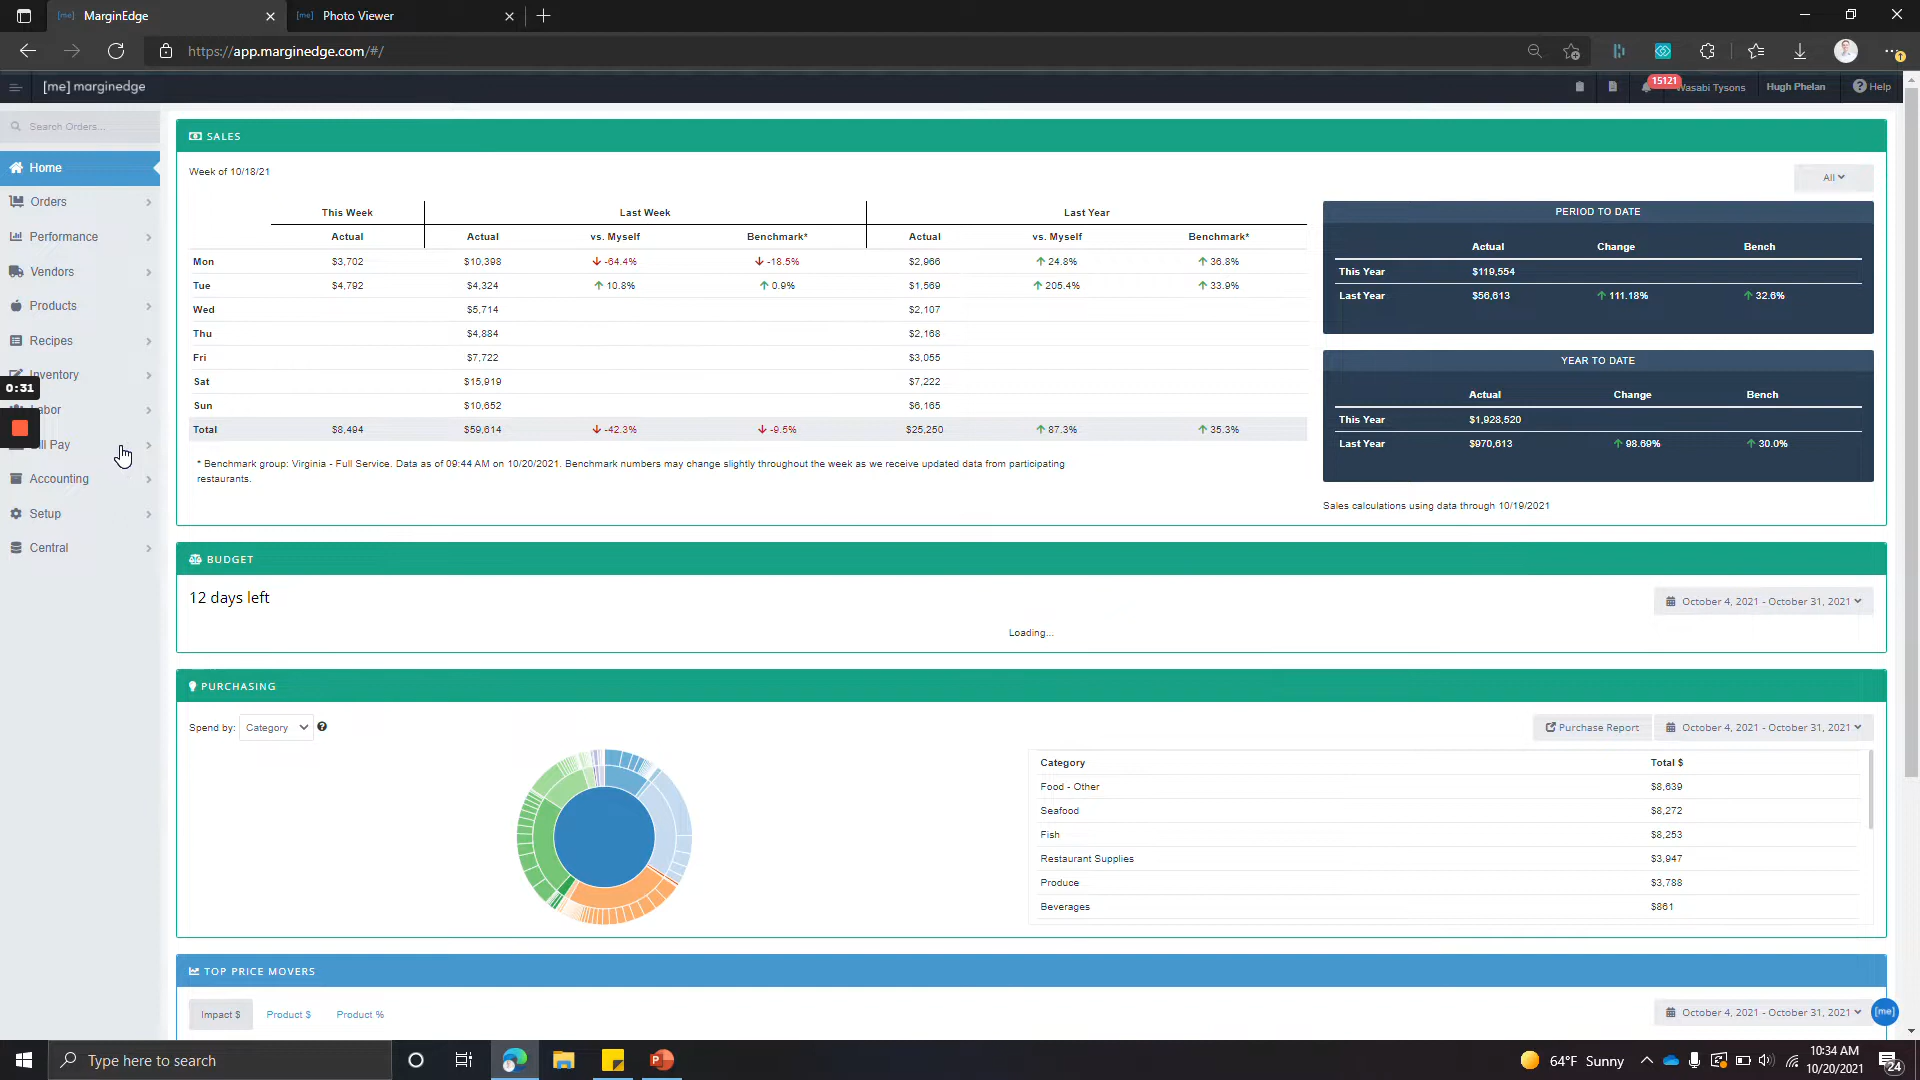 MarginEdge
Photo Viewer
https://app.marginedge.com/#/
[me] marginedge
15121
Wasabi Tysons
Hugh Phelan
Help
Search Orders...
Home
Orders
Performance
Vendors
Products
Recipes
Inventory
0:31
Labor
ill Pay
Accounting
Setup
Central
SALES
Week of 10/18/21
All
This Week Last Week Last Year
Actual Actual vs. Myself Benchmark* Actual vs. Myself Benchmark*
Mon $3,702 $10,398 -64.4% -18.5% $2,966 24.8% 36.8%
Tue $4,792 $4,324 10.8% 0.9% $1,569 205.4% 33.9%
Wed $5,714 $2,107
Thu $4,884 $2,168
Fri $7,722 $3,055
Sat $15,919 $7,222
Sun $10,652 $6,165
Total $8,494 $59,614 -42.3% -9.5% $25,250 87.3% 35.3%
* Benchmark group: Virginia - Full Service. Data as of 09:44 AM on 10/20/2021. Benchmark numbers may change slightly throughout the week as we receive updated data from participating
restaurants.
PERIOD TO DATE
Actual Change Bench
This Year $119,554
Last Year $56,613 111.18% 32.6%
YEAR TO DATE
Actual Change Bench
This Year $1,928,520
Last Year $970,613 98.69% 30.0%
Sales calculations using data through 10/19/2021
BUDGET
12 days left
October 4, 2021 - October 31, 2021
Loading...
PURCHASING
Spend by: Category
Purchase Report
October 4, 2021 - October 31, 2021
Category Total $
Food - Other $8,639
Seafood $8,272
Fish $8,253
Restaurant Supplies $3,947
Produce $3,788
Beverages $861
TOP PRICE MOVERS
Impact $ Product $ Product %
October 4, 2021 - October 31, 2021
[me]
Type here to search
64°F Sunny
10:34 AM
10/20/2021
24